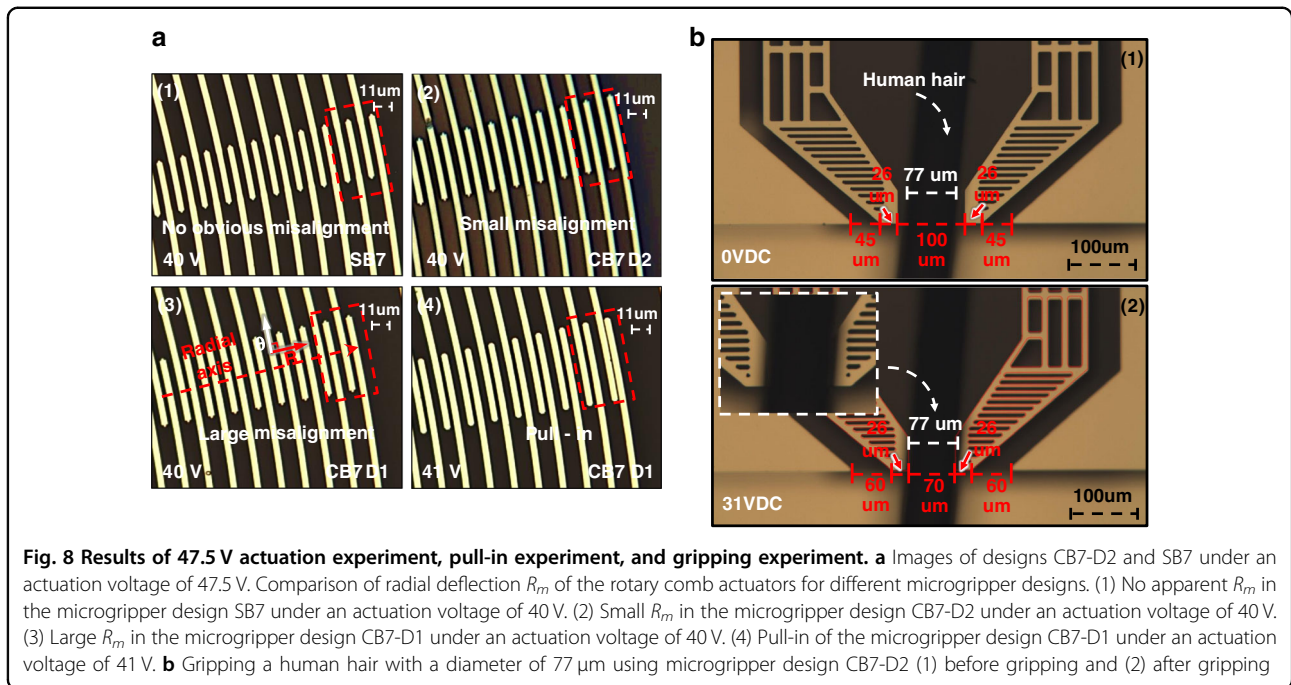 a
(1)
11um
No obvious misalignment
40 V
SB7
(2)
11um
Small misalignment
40 V
CB7 D2
(3)
11um
θ
R
Radial
axis
Large misalignment
40 V
CB7 D1
(4)
11um
Pull - in
41 V
CB7 D1
b
(1)
Human hair
77 um
26
um
26
um
45
um
100
um
45
um
0VDC
100um
(2)
77 um
26
um
26
um
60
um
70
um
60
um
31VDC
100um
Fig. 8 Results of 47.5 V actuation experiment, pull-in experiment, and gripping experiment. a Images of designs CB7-D2 and SB7 under an
actuation voltage of 47.5 V. Comparison of radial deflection Rm of the rotary comb actuators for different microgripper designs. (1) No apparent Rm in
the microgripper design SB7 under an actuation voltage of 40 V. (2) Small Rm in the microgripper design CB7-D2 under an actuation voltage of 40 V.
(3) Large Rm in the microgripper design CB7-D1 under an actuation voltage of 40 V. (4) Pull-in of the microgripper design CB7-D1 under an actuation
voltage of 41 V. b Gripping a human hair with a diameter of 77 μm using microgripper design CB7-D2 (1) before gripping and (2) after gripping